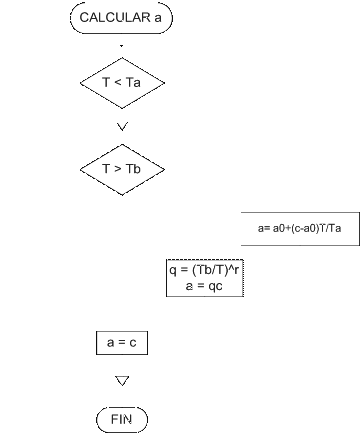 CALCULAR a
T < Ta
T > Tb
a= a0+(c-a0)T/Ta
q = (Tb/T)^r
a = qc
a = c
FIN